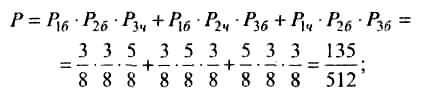 P = P₁б · P₂б · P₃ч + P₁б · P₂ч · P₃б + P₁ч · P₂б · P₃б =
= 3/8 · 3/8 · 5/8 + 3/8 · 5/8 · 3/8 + 5/8 · 3/8 · 3/8 = 135/512;